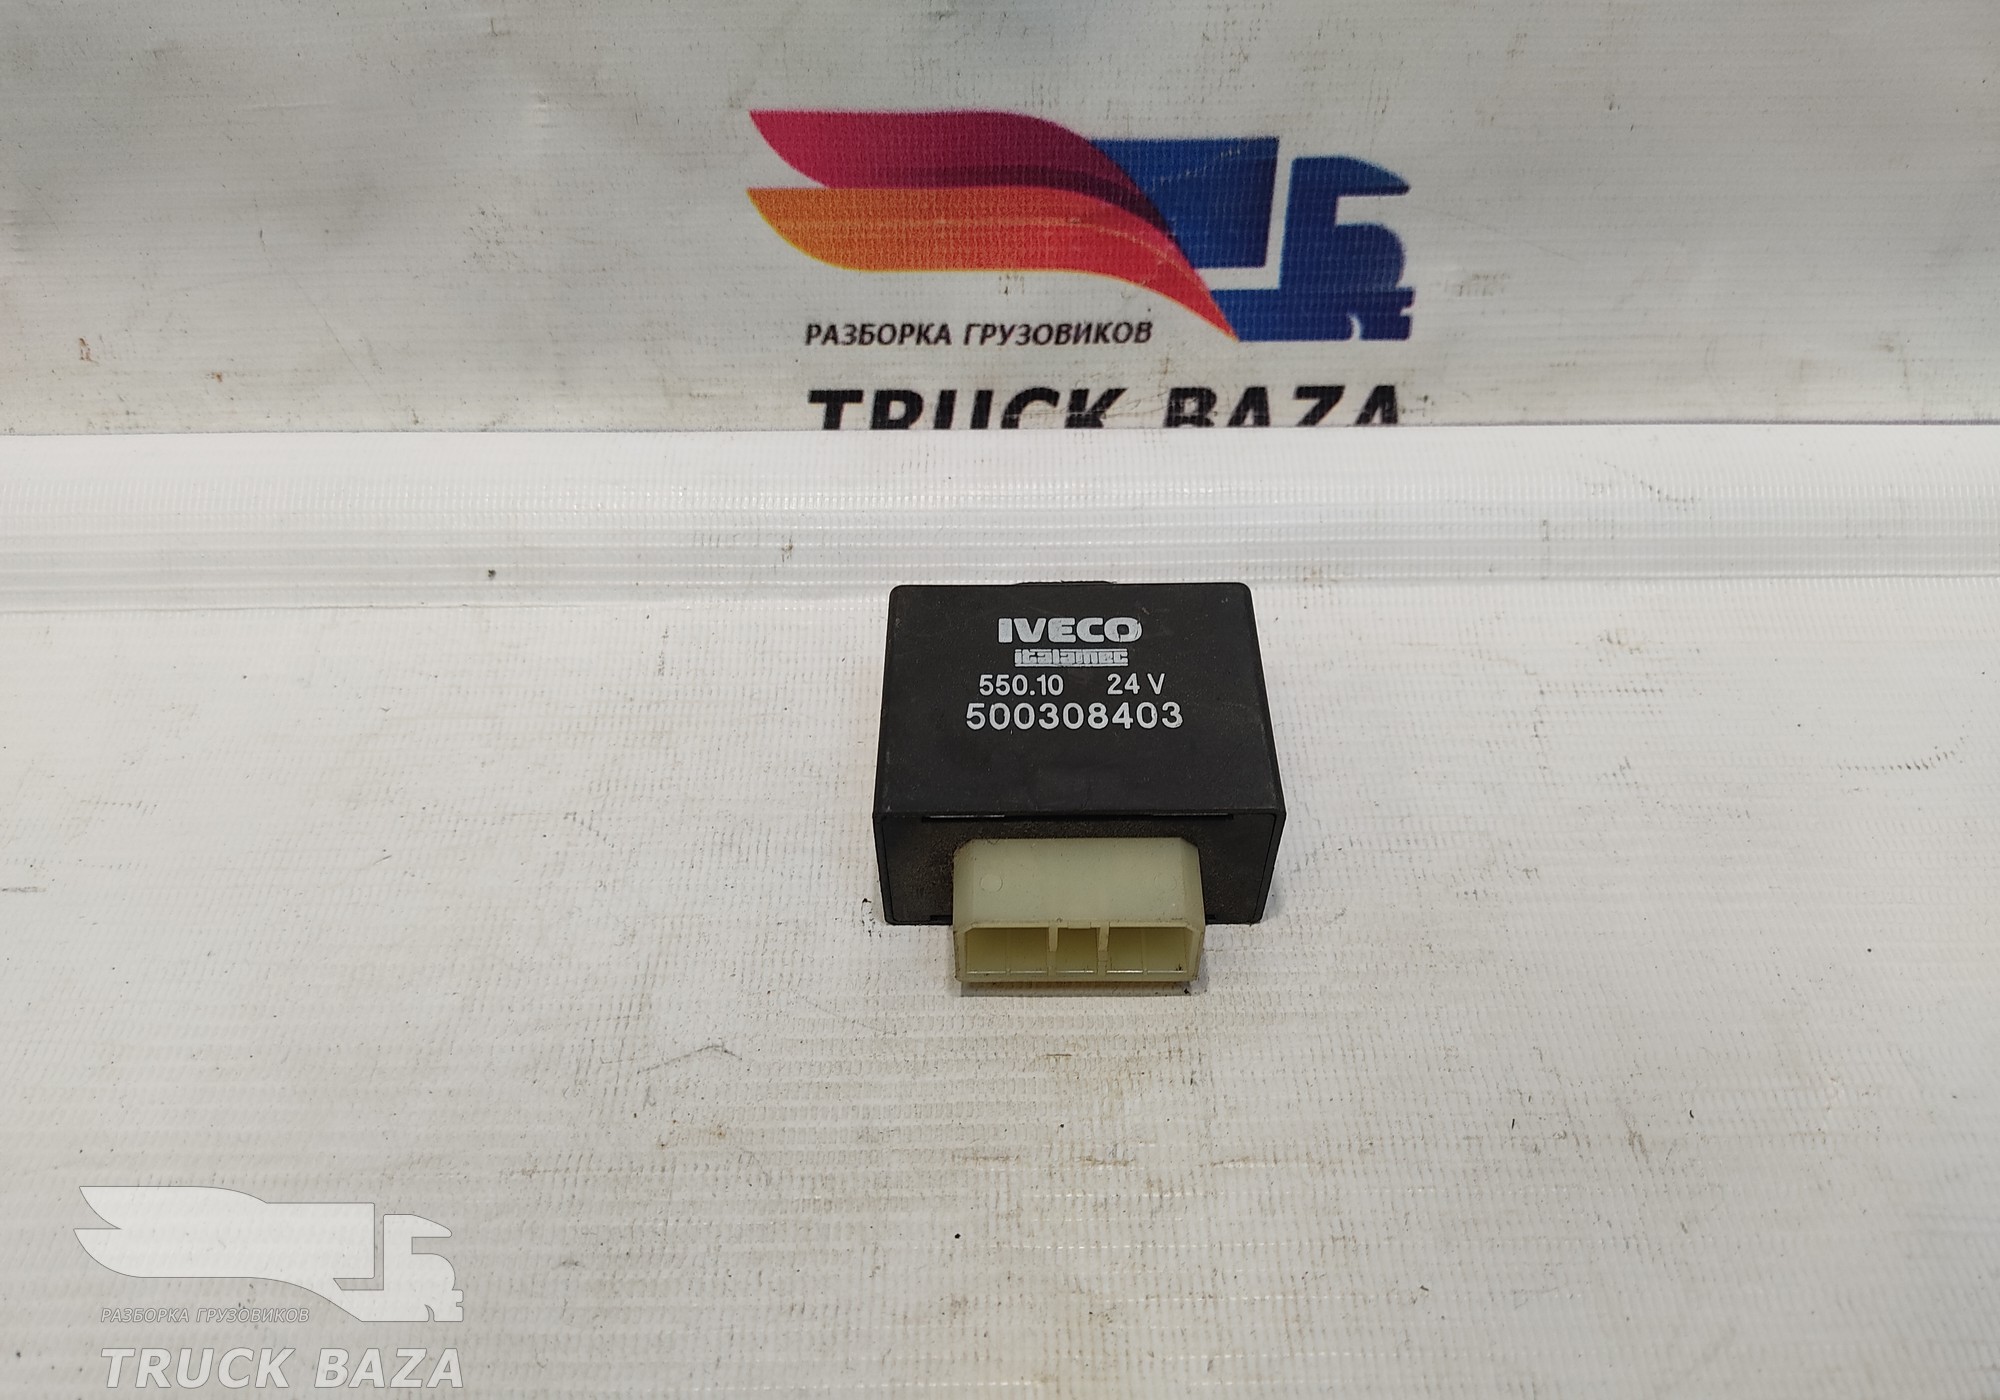 РАЗБОРКА ГРУЗОВИКОВ
TRUCK BAZA
IVECO
italamec
550.10 24 V
500308403
РАЗБОРКА ГРУЗОВИКОВ
TRUCK BAZA